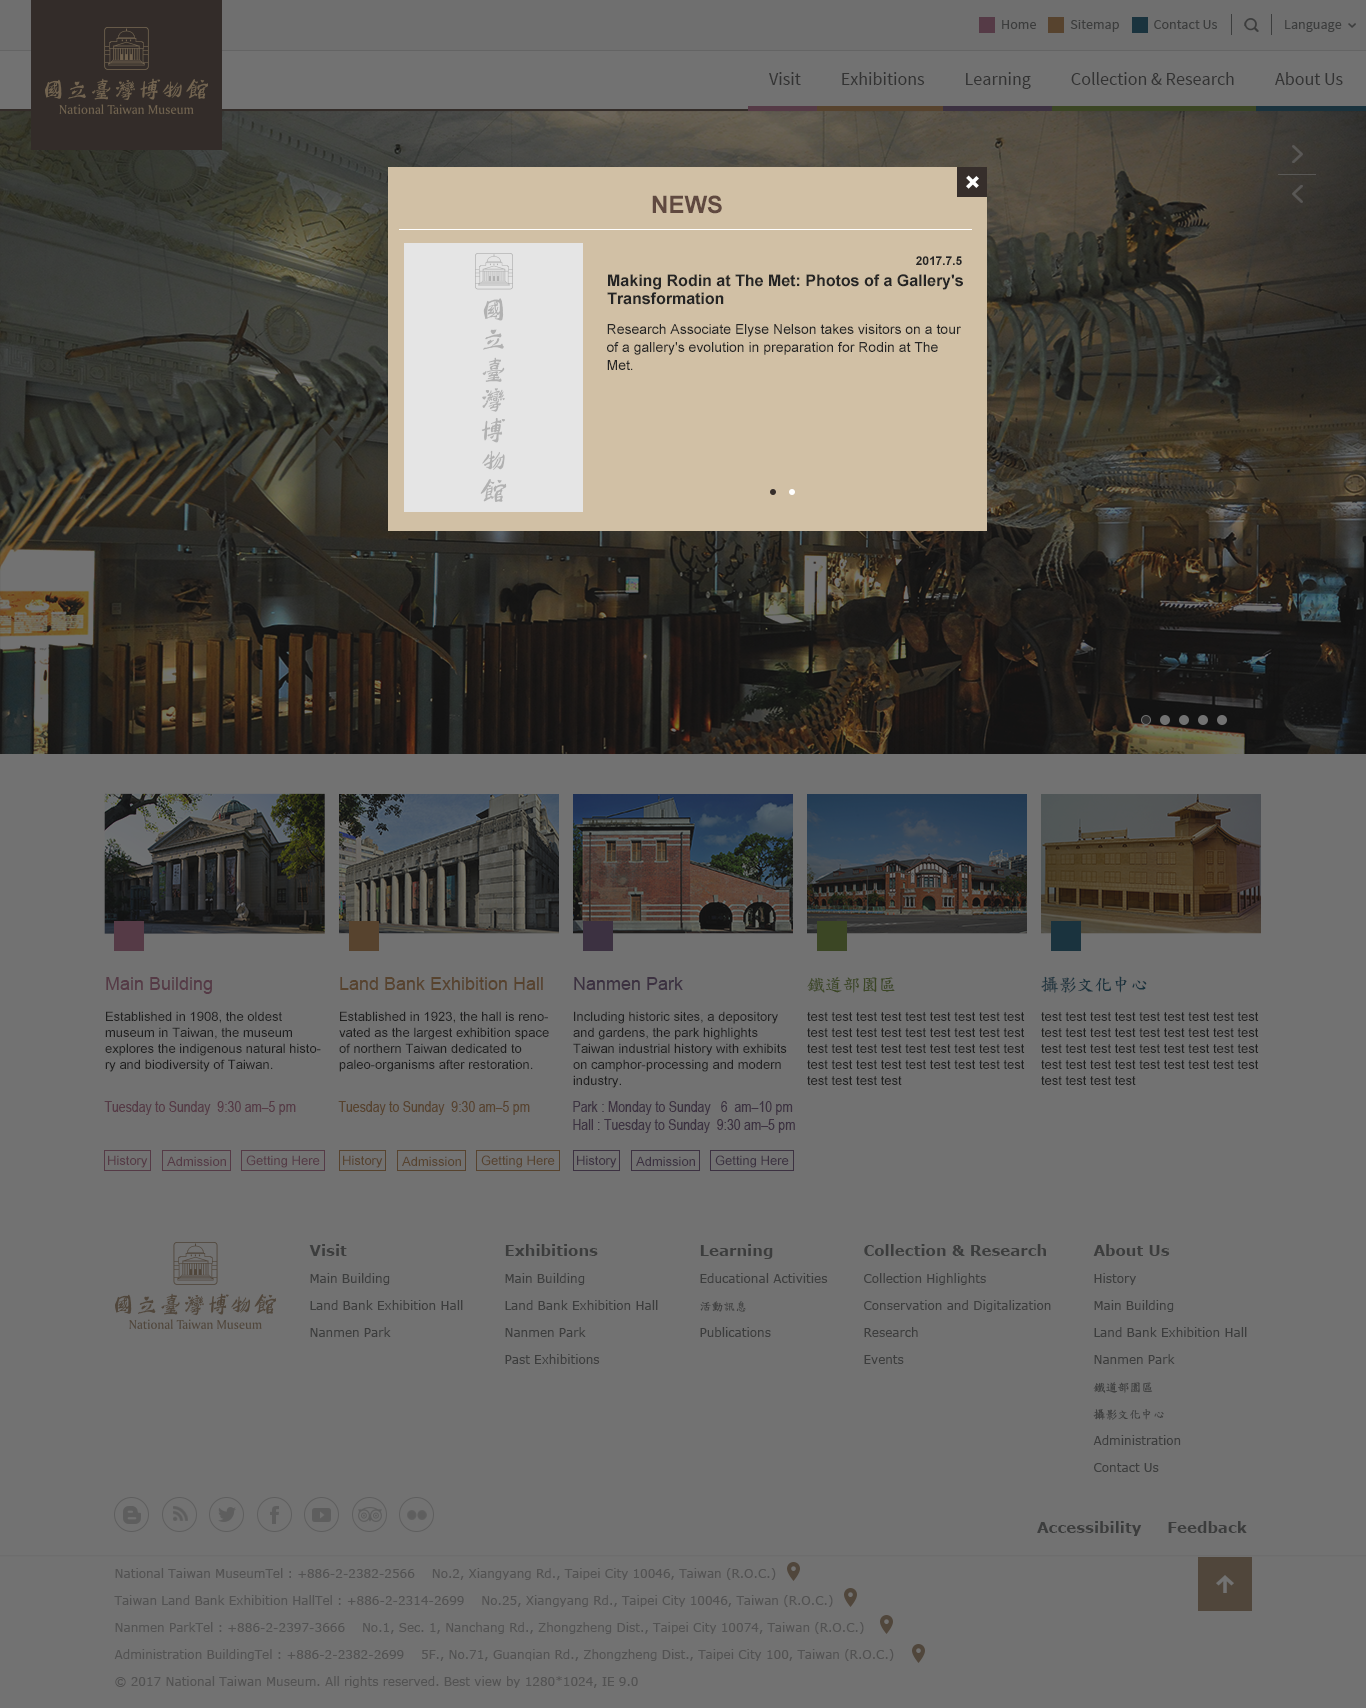 Home Sitemap Contact Us Language
國立臺灣博物館
National Taiwan Museum
Visit Exhibitions Learning Collection & Research About Us
NEWS
國
立
臺
灣
博
物
館
2017.7.5
Making Rodin at The Met: Photos of a Gallery's
Transformation
Research Associate Elyse Nelson takes visitors on a tour
of a gallery's evolution in preparation for Rodin at The
Met.
Main Building
Established in 1908, the oldest
museum in Taiwan, the museum
explores the indigenous natural histo-
ry and biodiversity of Taiwan.
Tuesday to Sunday 9:30 am–5 pm
History Admission Getting Here
Land Bank Exhibition Hall
Established in 1923, the hall is reno-
vated as the largest exhibition space
of northern Taiwan dedicated to
paleo-organisms after restoration.
Tuesday to Sunday 9:30 am–5 pm
History Admission Getting Here
Nanmen Park
Including historic sites, a depository
and gardens, the park highlights
Taiwan industrial history with exhibits
on camphor-processing and modern
industry.
Park : Monday to Sunday 6 am–10 pm
Hall : Tuesday to Sunday 9:30 am–5 pm
History Admission Getting Here
鐵道部園區
test test test test test test test test test
test test test test test test test test test
test test test test test test test test test
test test test test test test test test test
test test test test
攝影文化中心
test test test test test test test test test
test test test test test test test test test
test test test test test test test test test
test test test test test test test test test
test test test test
國立臺灣博物館
National Taiwan Museum
Visit
Main Building
Land Bank Exhibition Hall
Nanmen Park
Exhibitions
Main Building
Land Bank Exhibition Hall
Nanmen Park
Past Exhibitions
Learning
Educational Activities
活動訊息
Publications
Collection & Research
Collection Highlights
Conservation and Digitalization
Research
Events
About Us
History
Main Building
Land Bank Exhibition Hall
Nanmen Park
鐵道部園區
攝影文化中心
Administration
Contact Us
Accessibility Feedback
National Taiwan MuseumTel : +886-2-2382-2566 No.2, Xiangyang Rd., Taipei City 10046, Taiwan (R.O.C.)
Taiwan Land Bank Exhibition HallTel : +886-2-2314-2699 No.25, Xiangyang Rd., Taipei City 10046, Taiwan (R.O.C.)
Nanmen ParkTel : +886-2-2397-3666 No.1, Sec. 1, Nanchang Rd., Zhongzheng Dist., Taipei City 10074, Taiwan (R.O.C.)
Administration BuildingTel : +886-2-2382-2699 5F., No.71, Guanqian Rd., Zhongzheng Dist., Taipei City 100, Taiwan (R.O.C.)
© 2017 National Taiwan Museum. All rights reserved. Best view by 1280*1024, IE 9.0